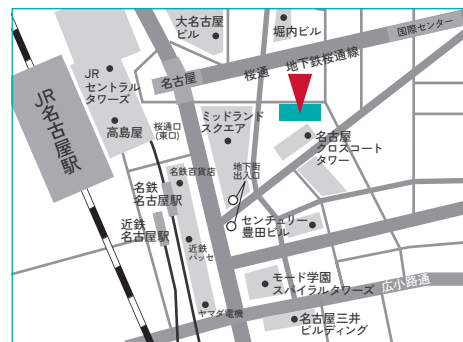 大名古屋
ビル
堀内ビル
国際センター
JR
セントラル
タワーズ
名古屋
桜通
地下鉄桜通線
JR名古屋駅
高島屋
桜通口
(東口)
ミッドランド
スクエア
名古屋
クロスコート
タワー
名鉄百貨店
地下街
出入口
名鉄
名古屋駅
近鉄
名古屋駅
センチュリー
豊田ビル
近鉄
パッセ
モード学園
スパイラルタワーズ
広小路通
ヤマダ電機
名古屋三井
ビルディング